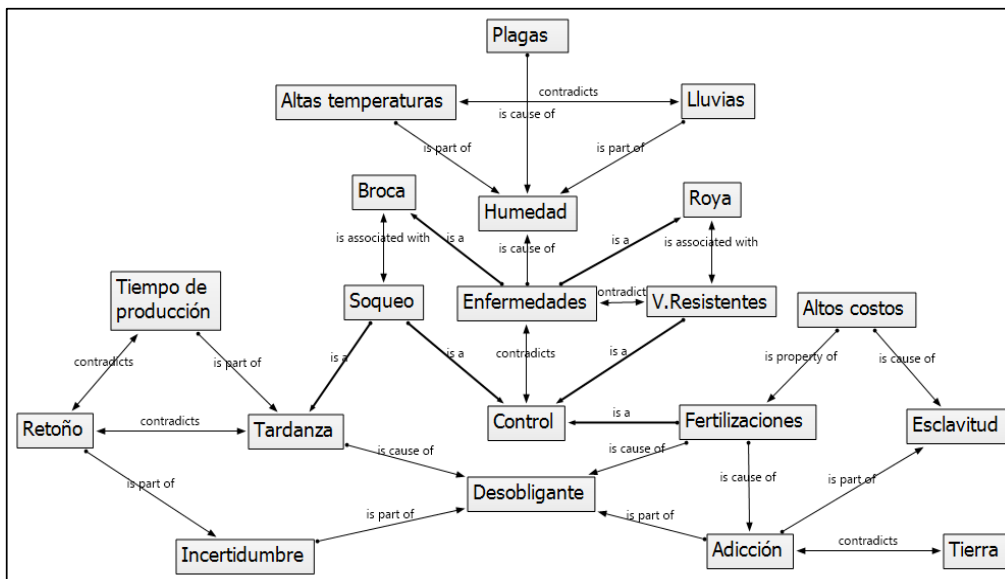 Plagas
Altas temperaturas
contradicts
Lluvias
is cause of
is part of
is part of
Broca
Humedad
Roya
is associated with
is a
is cause of
is a
is associated with
Tiempo de
producción
Soqueo
Enfermedades
ontradict
V.Resistentes
Altos costos
contradicts
is part of
is a
is a
contradicts
is a
is property of
is cause of
Retoño
contradicts
Tardanza
Control
is a
Fertilizaciones
Esclavitud
is cause of
is cause of
is part of
Desobligante
is cause of
is part of
is part of
is part of
Incertidumbre
Adicción
contradicts
Tierra